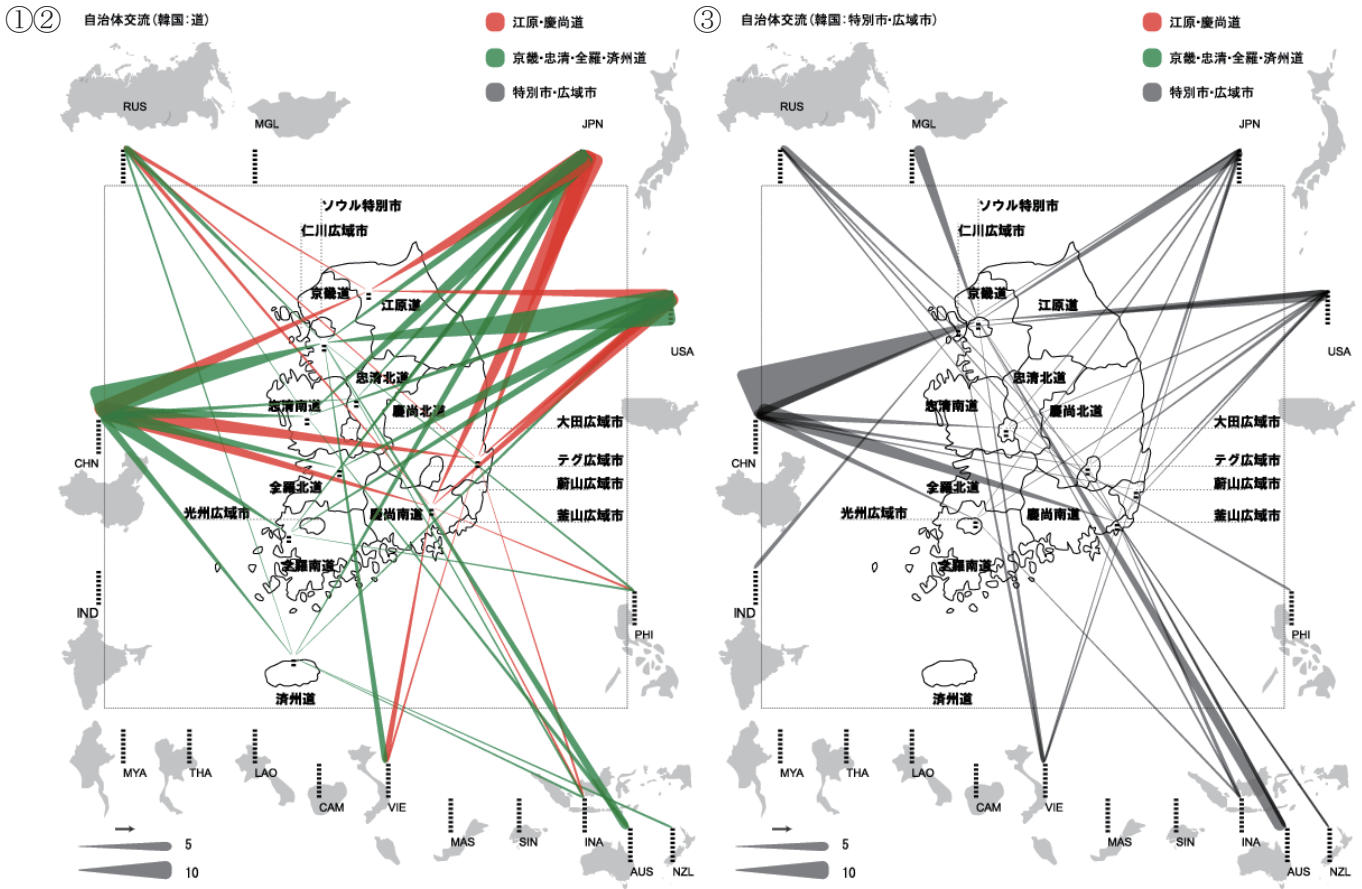 ①②
自治体交流(韓国:道)
江原・慶尚道
京畿・忠清・全羅・済州道
特別市・広域市
RUS
MGL
JPN
ソウル特別市
仁川広域市
京畿道
江原道
USA
忠清北道
忠清南道
慶尚北道
大田広域市
CHN
テグ広域市
全羅北道
蔚山広域市
光州広域市
慶尚南道
釜山広域市
全羅南道
IND
PHI
済州道
MYA
THA
LAO
CAM
VIE
MAS
SIN
INA
AUS
NZL
5
10
③
自治体交流(韓国:特別市・広域市)
江原・慶尚道
京畿・忠清・全羅・済州道
特別市・広域市
RUS
MGL
JPN
ソウル特別市
仁川広域市
京畿道
江原道
USA
忠清北道
忠清南道
慶尚北道
大田広域市
CHN
テグ広域市
全羅北道
蔚山広域市
光州広域市
慶尚南道
釜山広域市
全羅南道
IND
PHI
済州道
MYA
THA
LAO
CAM
VIE
MAS
SIN
INA
AUS
NZL
5
10